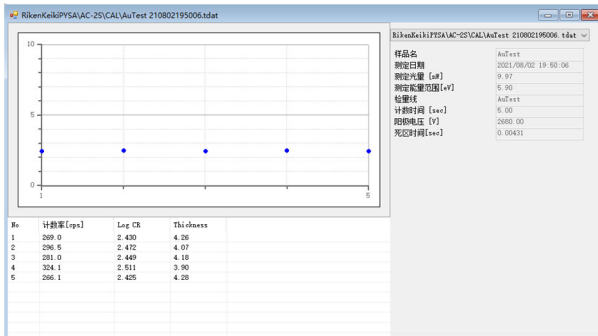 RikenKeikiPYSA\AC-2S\CAL\AuTest 210802195006.tdat
RikenKeikiPYSA\AC-2S\CAL\AuTest 210802195006.tdat
样品名 AuTest
测定日期 2021/08/02 19:50:06
测定光量 [nW] 9.97
测定能量范围[eV] 5.90
检量线 AuTest
计数时间 [sec] 5.00
阳极电压 [V] 2680.00
死区时间[sec] 0.00431
10
5
0
1 5
No 计数率[cps] Log CR Thickness
1 269.0 2.430 4.26
2 296.5 2.472 4.07
3 281.0 2.449 4.18
4 324.1 2.511 3.90
5 266.1 2.425 4.28